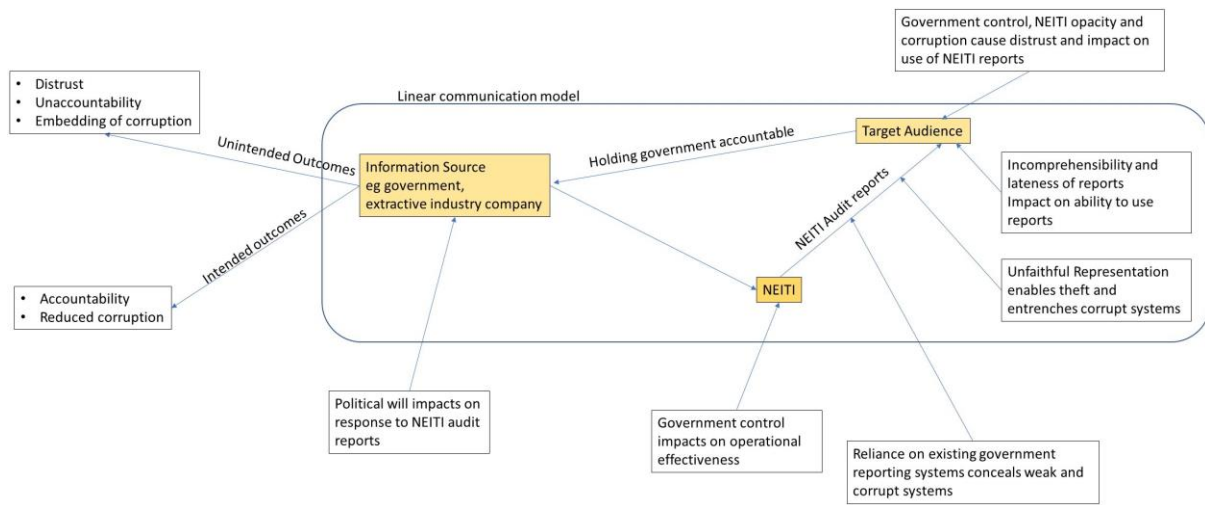 Government control, NEITI opacity and
corruption cause distrust and impact on
use of NEITI reports
• Distrust
• Unaccountability
• Embedding of corruption
Linear communication model
Target Audience
Holding government accountable
Unintended Outcomes
Information Source
eg government,
extractive industry company
Incomprehensibility and
lateness of reports
Impact on ability to use
reports
NEITI Audit reports
Intended outcomes
Unfaithful Representation
enables theft and
entrenches corrupt systems
NEITI
• Accountability
• Reduced corruption
Political will impacts on
response to NEITI audit
reports
Government control
impacts on operational
effectiveness
Reliance on existing government
reporting systems conceals weak and
corrupt systems